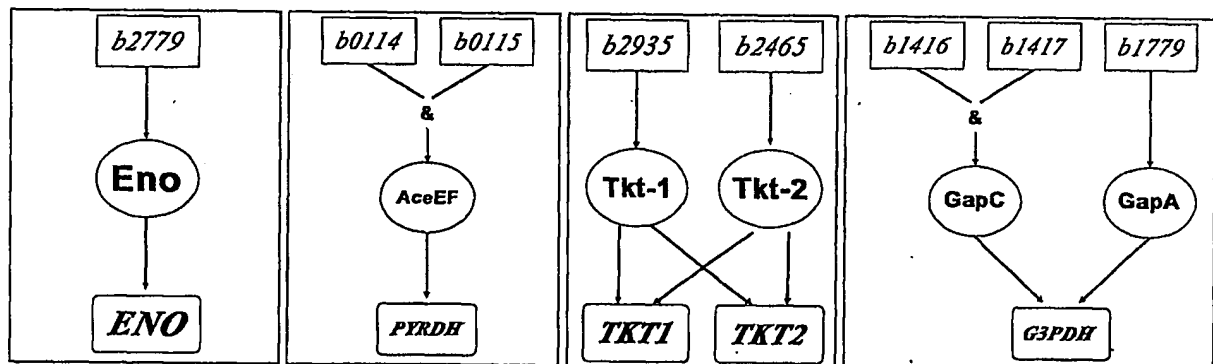 b2779
Eno
ENO
b0114 b0115
&
AceEF
PYRDH
b2935 b2465
Tkt-1 Tkt-2
TKT1 TKT2
b1416 b1417 b1779
&
GapC GapA
G3PDH